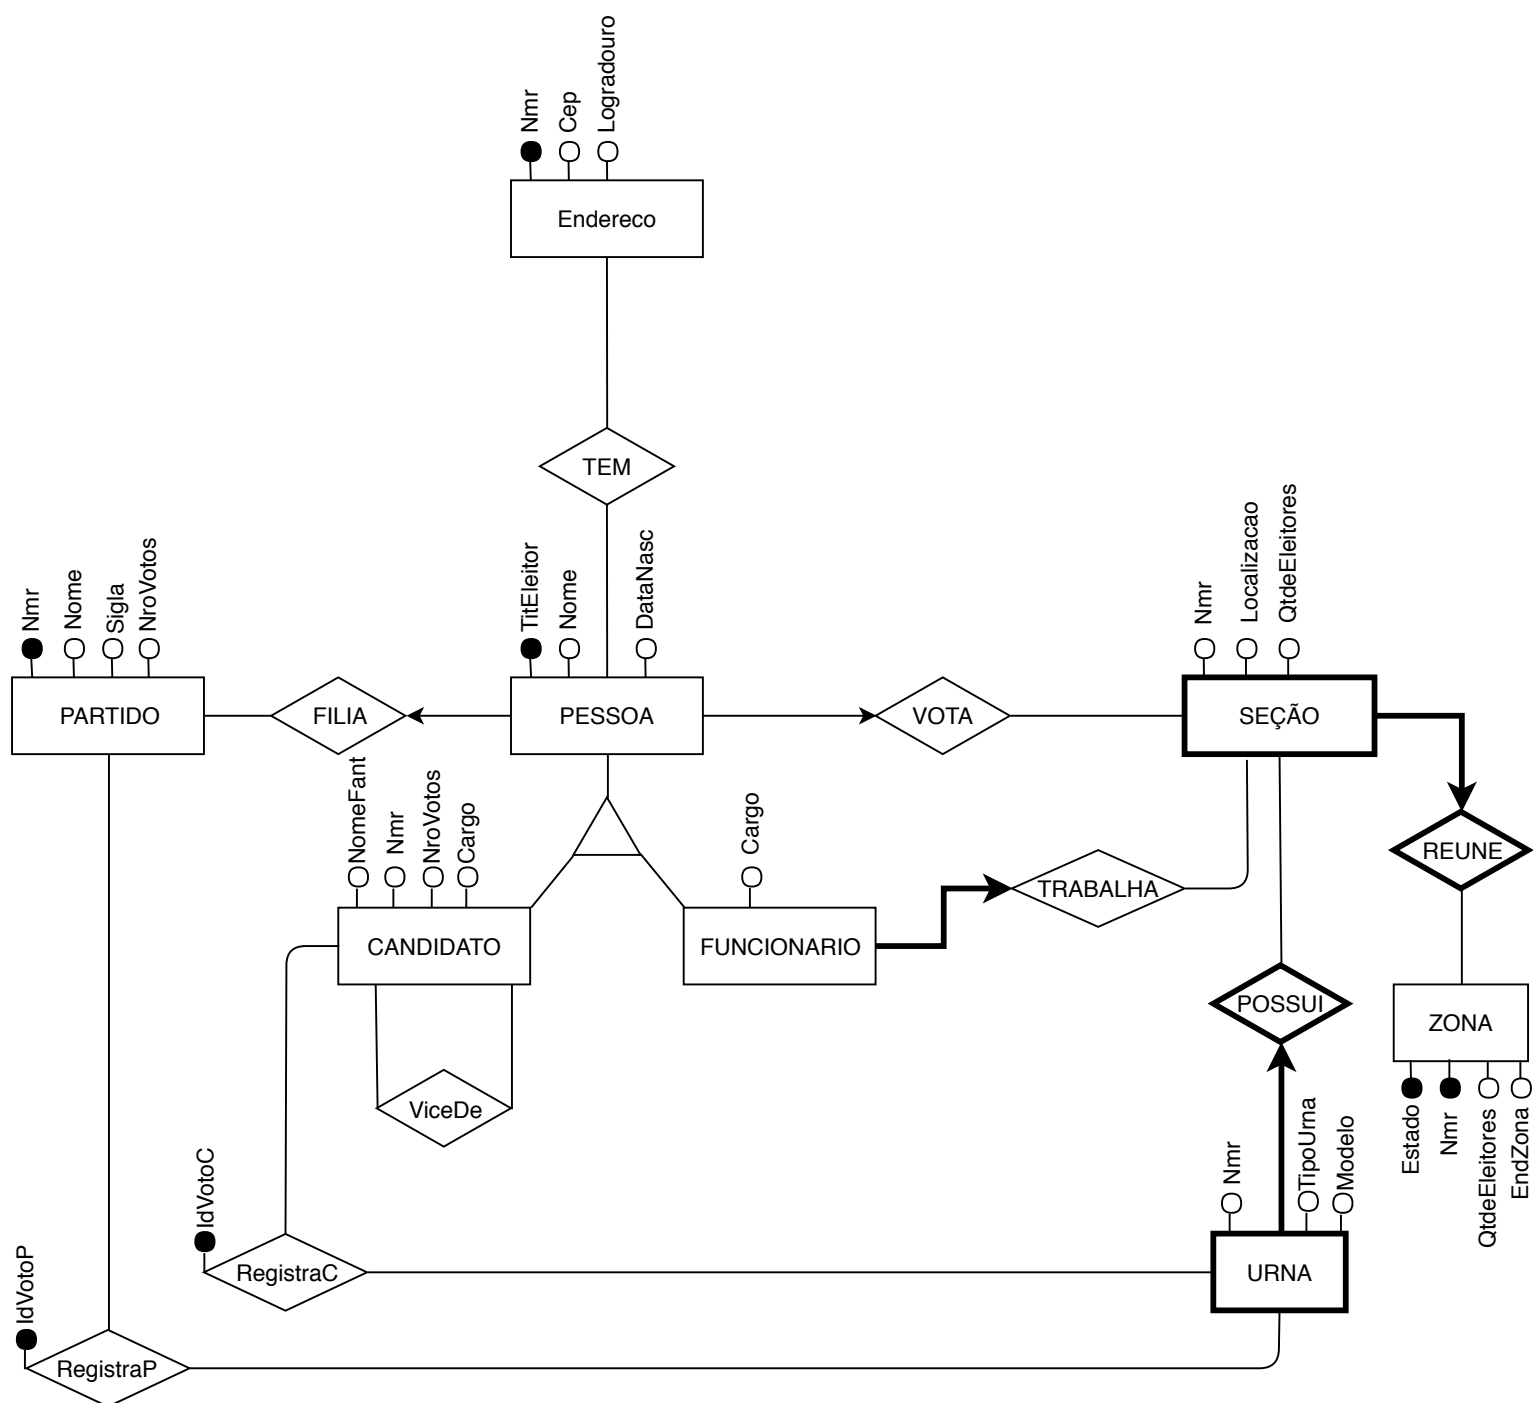 Nmr
Cep
Logradouro
Endereco
TEM
Nmr
Nome
Sigla
NroVotos
TitEleitor
Nome
DataNasc
Nmr
Localizacao
QtdeEleitores
PARTIDO
FILIA
PESSOA
VOTA
SEÇÃO
NomeFant
Nmr
NroVotos
Cargo
Cargo
REUNE
TRABALHA
CANDIDATO
FUNCIONARIO
POSSUI
ZONA
Estado
Nmr
QtdeEleitores
EndZona
ViceDe
Nmr
TipoUrna
Modelo
IdVotoC
RegistraC
URNA
IdVotoP
RegistraP